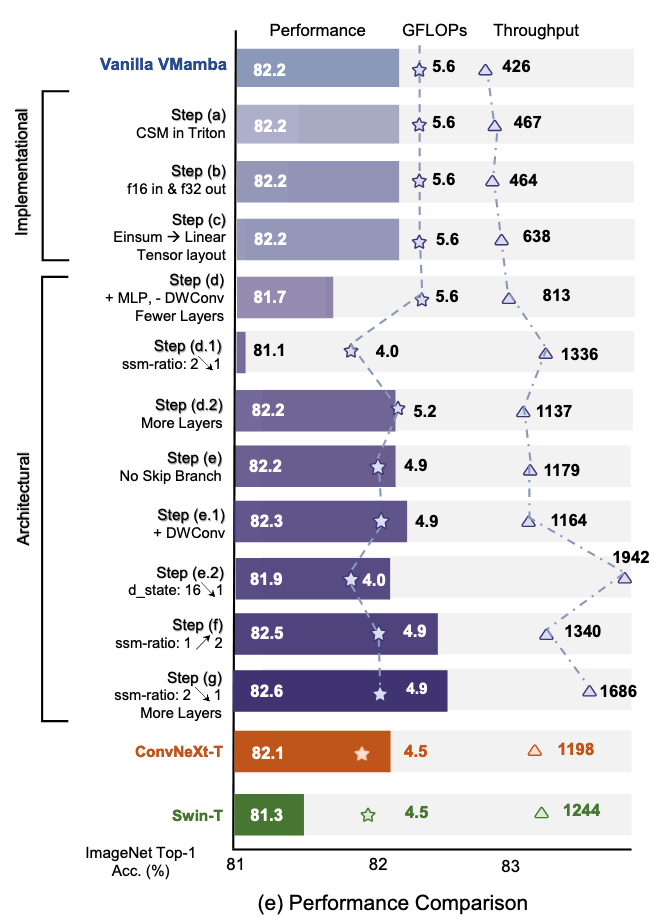 Performance GFLOPs Throughput
Vanilla VMamba 82.2 5.6 426
Implementational
Step (a)
CSM in Triton
82.2 5.6 467
Step (b)
f16 in & f32 out
82.2 5.6 464
Step (c)
Einsum → Linear
Tensor layout
82.2 5.6 638
Architectural
Step (d)
+ MLP, - DWConv
Fewer Layers
81.7 5.6 813
Step (d.1)
ssm-ratio: 2↘1
81.1 4.0 1336
Step (d.2)
More Layers
82.2 5.2 1137
Step (e)
No Skip Branch
82.2 4.9 1179
Step (e.1)
+ DWConv
82.3 4.9 1164
Step (e.2)
d_state: 16↘1
81.9 4.0 1942
Step (f)
ssm-ratio: 1 ↗ 2
82.5 4.9 1340
Step (g)
ssm-ratio: 2 ↘ 1
More Layers
82.6 4.9 1686
ConvNeXt-T 82.1 4.5 1198
Swin-T 81.3 4.5 1244
ImageNet Top-1
Acc. (%)
81 82 83
(e) Performance Comparison